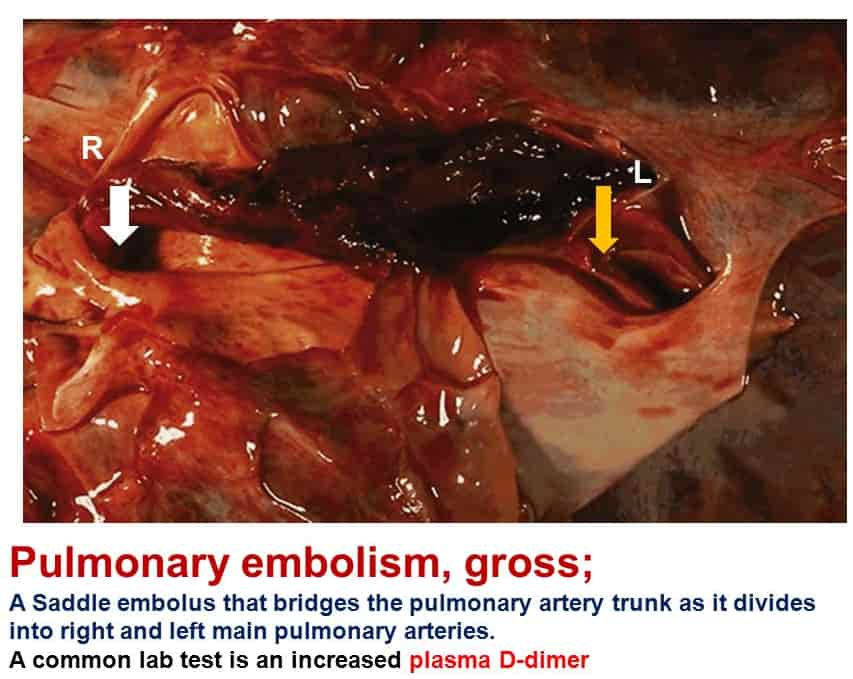 R
L
Pulmonary embolism, gross;
A Saddle embolus that bridges the pulmonary artery trunk as it divides
into right and left main pulmonary arteries.
A common lab test is an increased plasma D-dimer